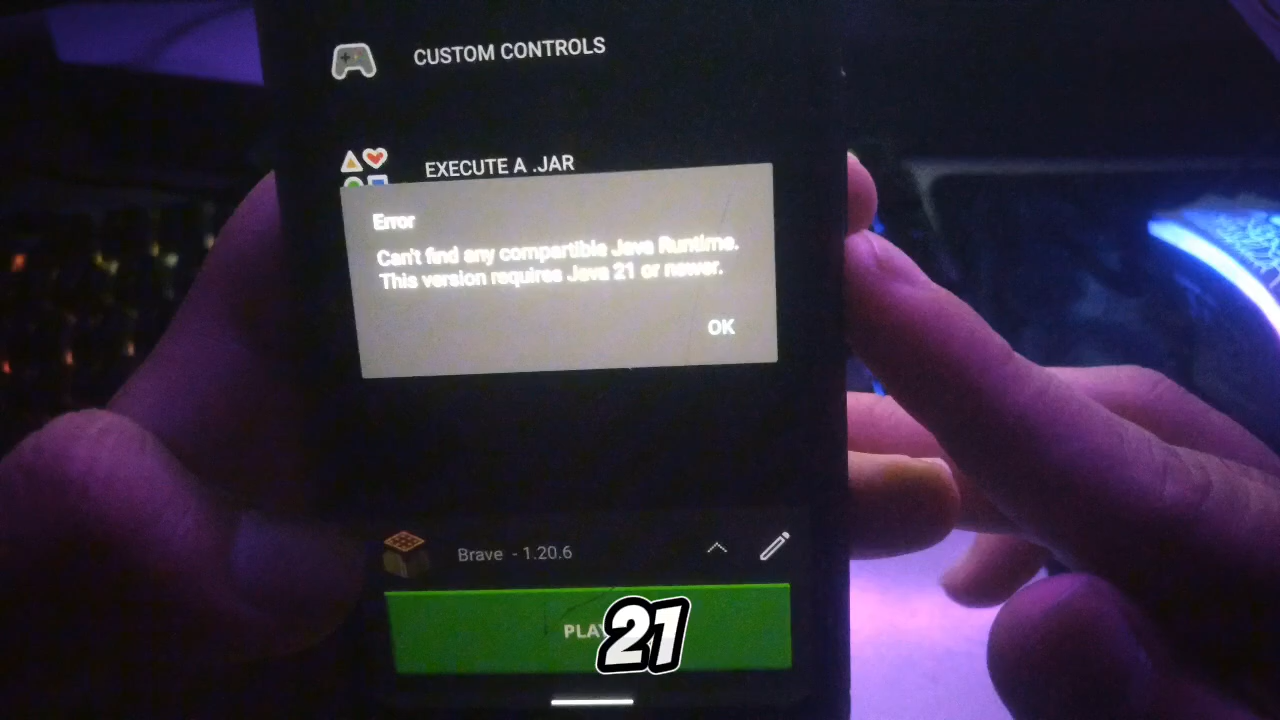 CUSTOM CONTROLS
EXECUTE A .JAR
Error
Can't find any compartible Java Runtime.
This version requires Java 21 or newer.
OK
Brave - 1.20.6
PLAY
21